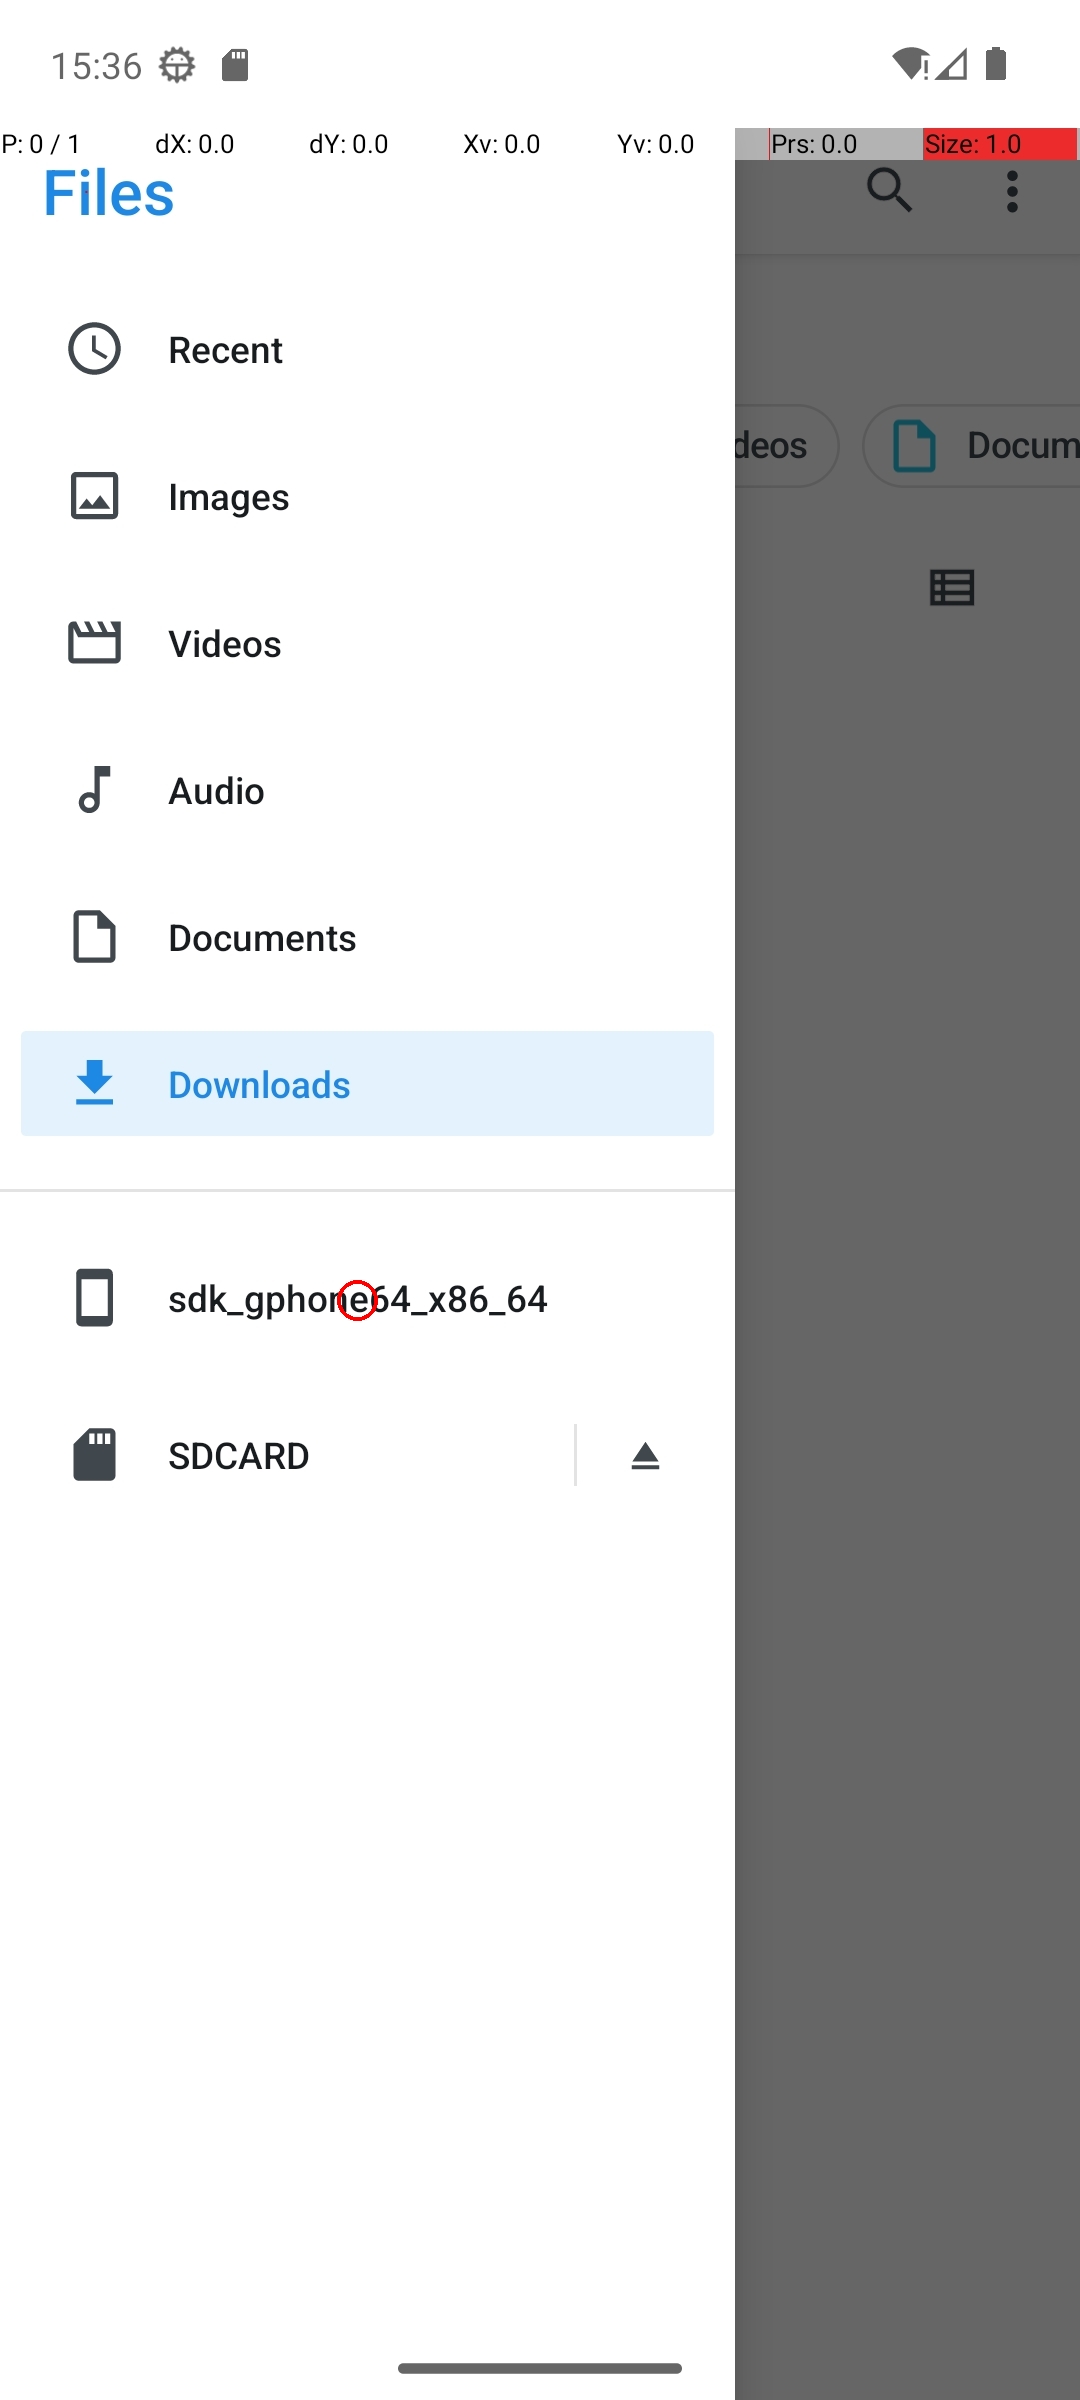 15:36
P: 0 / 1 dX: 0.0 dY: 0.0 Xv: 0.0 Yv: 0.0 Prs: 0.0 Size: 1.0
Files
Recent
deos Docum
Images
Videos
Audio
Documents
Downloads
sdk_gphone64_x86_64
SDCARD